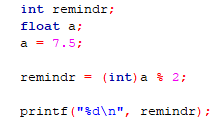 int remindr;
float a;
a = 7.5;
remindr = (int)a % 2;
printf("%d\n", remindr);